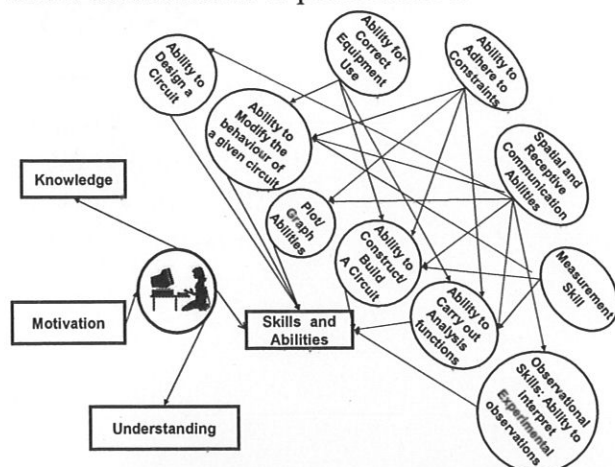 Ability to
Design a
Circuit
Ability for
Correct
Equipment
Use
Ability to
Adhere to
Constraints
Ability to
Modify the
behaviour of
a given circuit
Spatial and
Receptive
Communication
Abilities
Knowledge
Plot/
Graph
Abilities
Ability to
Construct/
Build
A Circuit
Measurement
Skill
Motivation
Skills and
Abilities
Ability to
Carry out
Analysis
functions
Observational
Skills: Ability to
interpret
Experimental
observations
Understanding